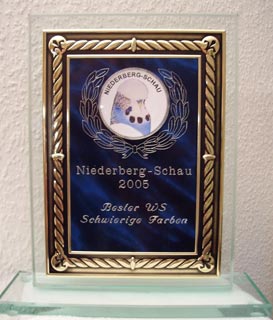 NIEDERBERG-SCHAU
Niederberg-Schau
2005
Bester WS
Schwierige Farben